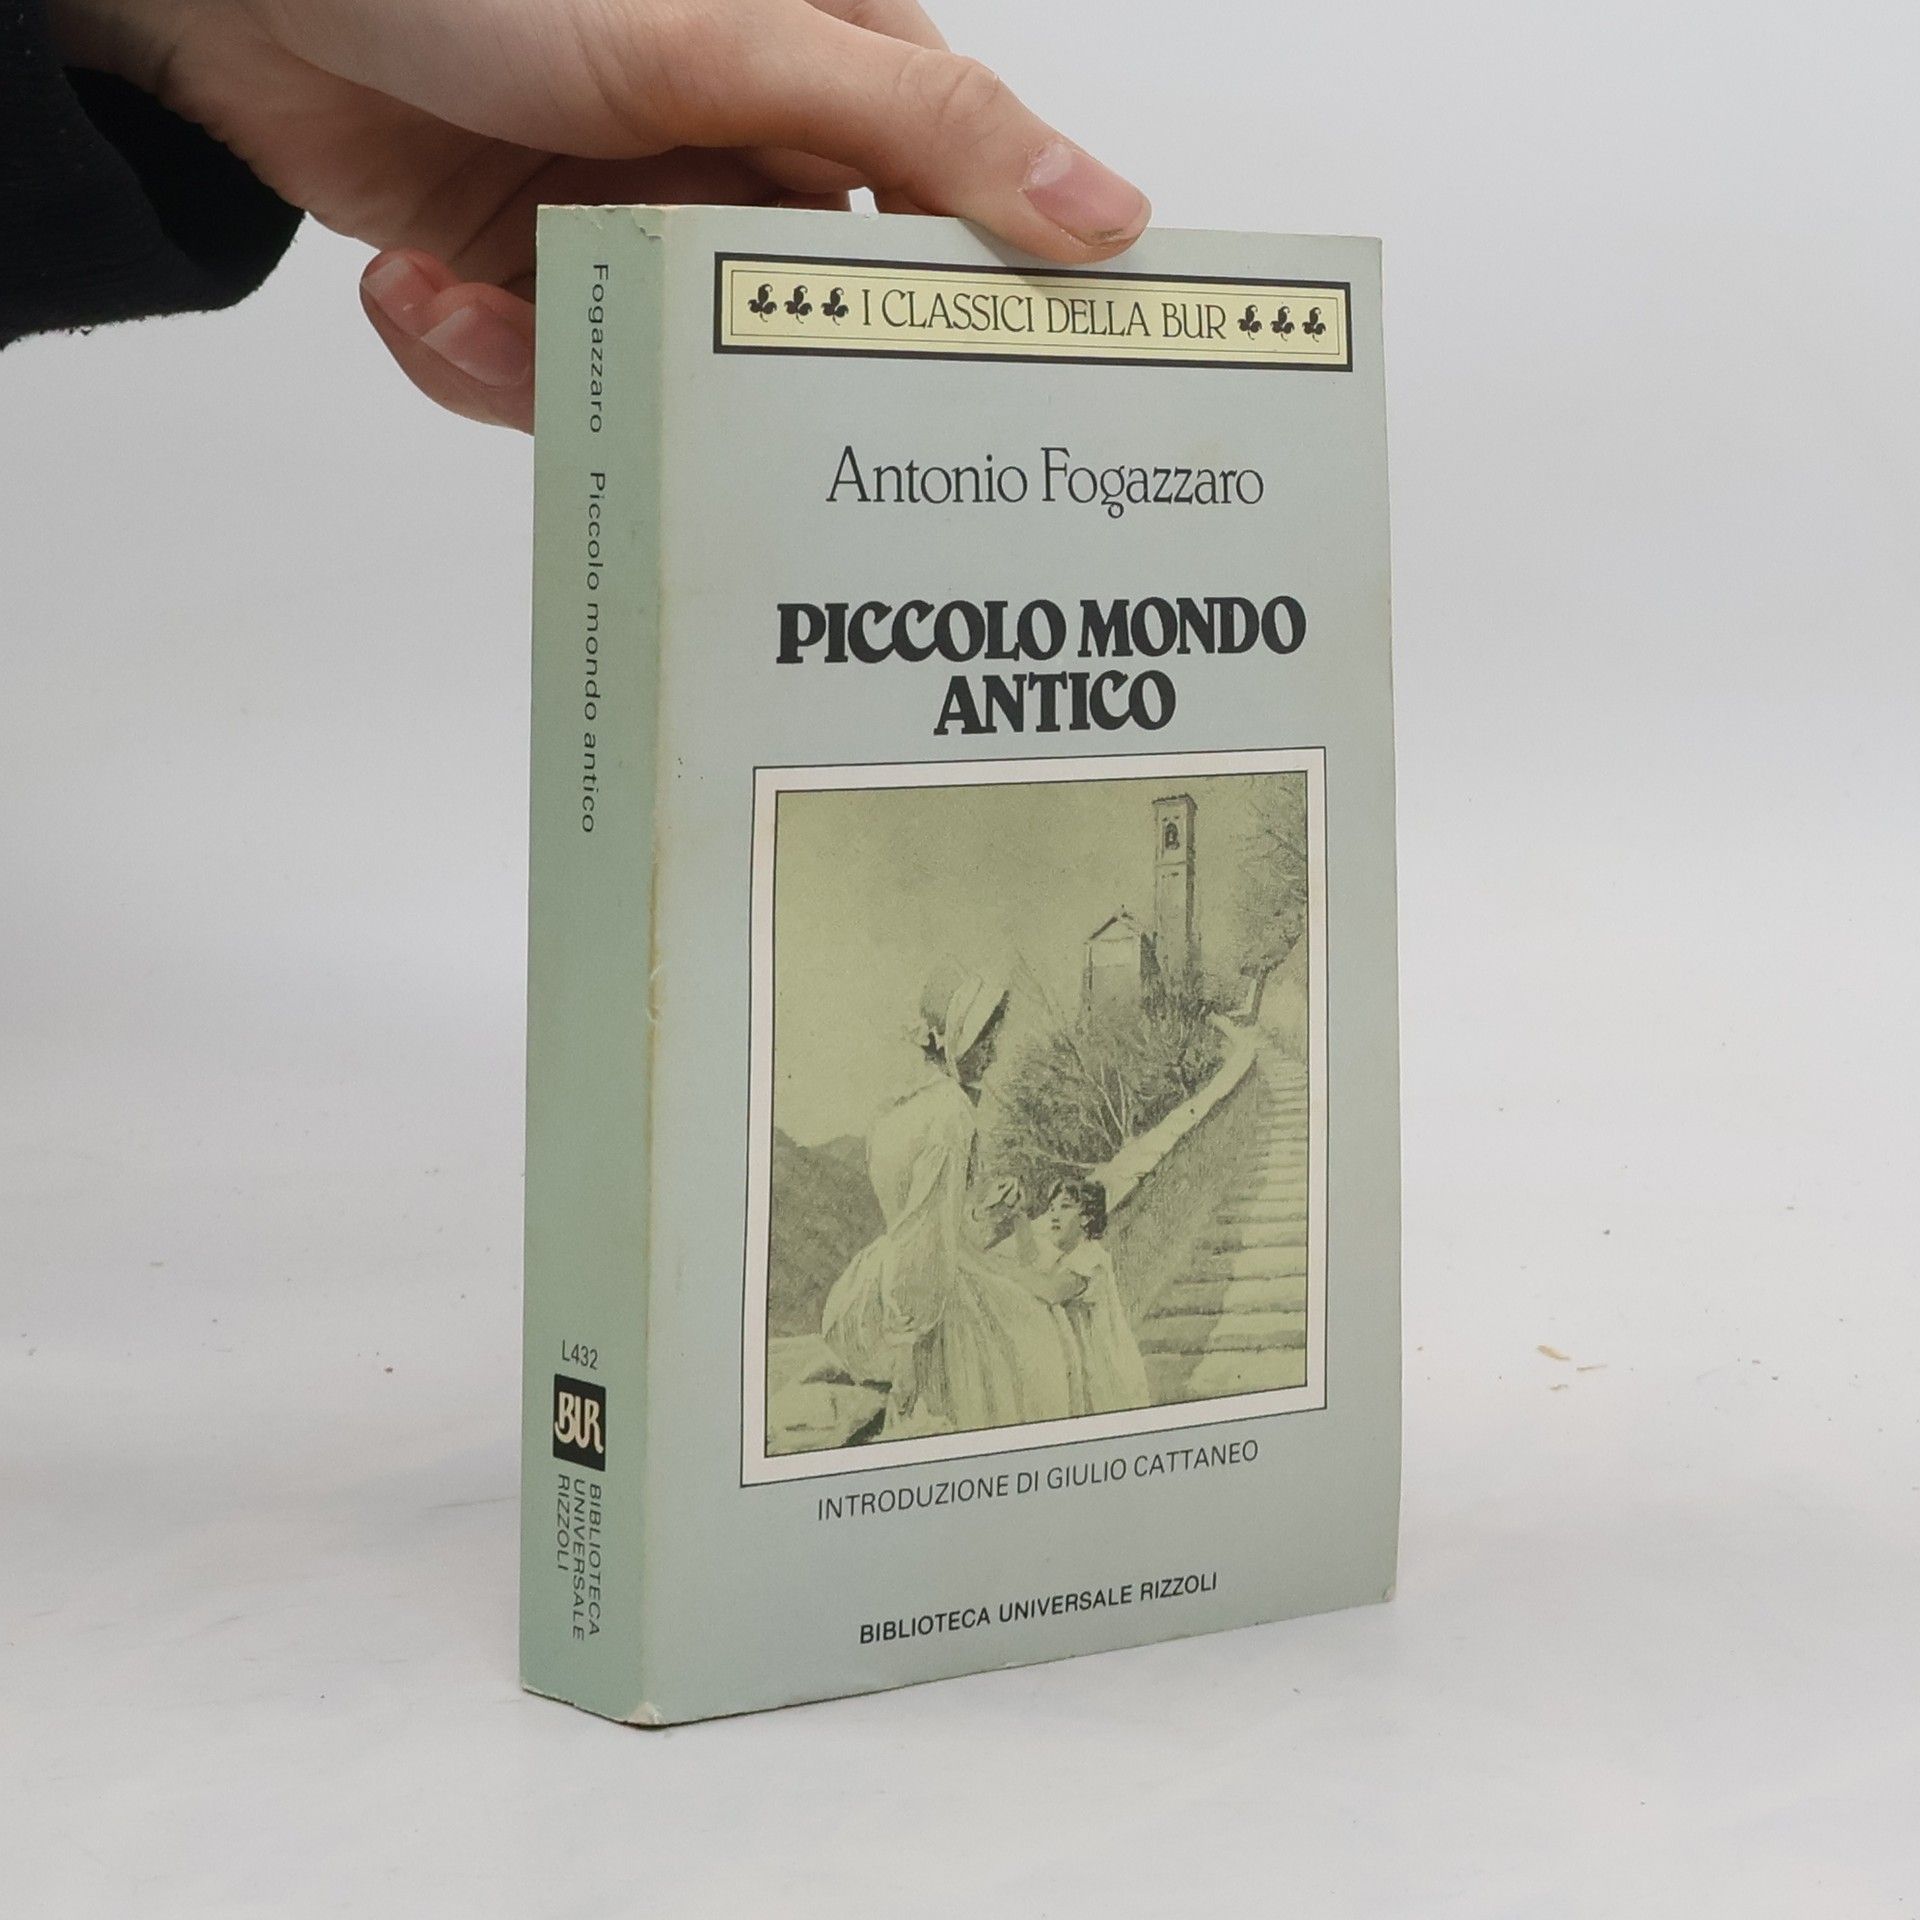 I CLASSICI DELLA BUR
Antonio Fogazzaro
PICCOLO MONDO
ANTICO
INTRODUZIONE DI GIULIO CATTANEO
BIBLIOTECA UNIVERSALE RIZZOLI
Fogazzaro Piccolo mondo antico
L432
BUR
BIBLIOTECA
UNIVERSALE
RIZZOLI